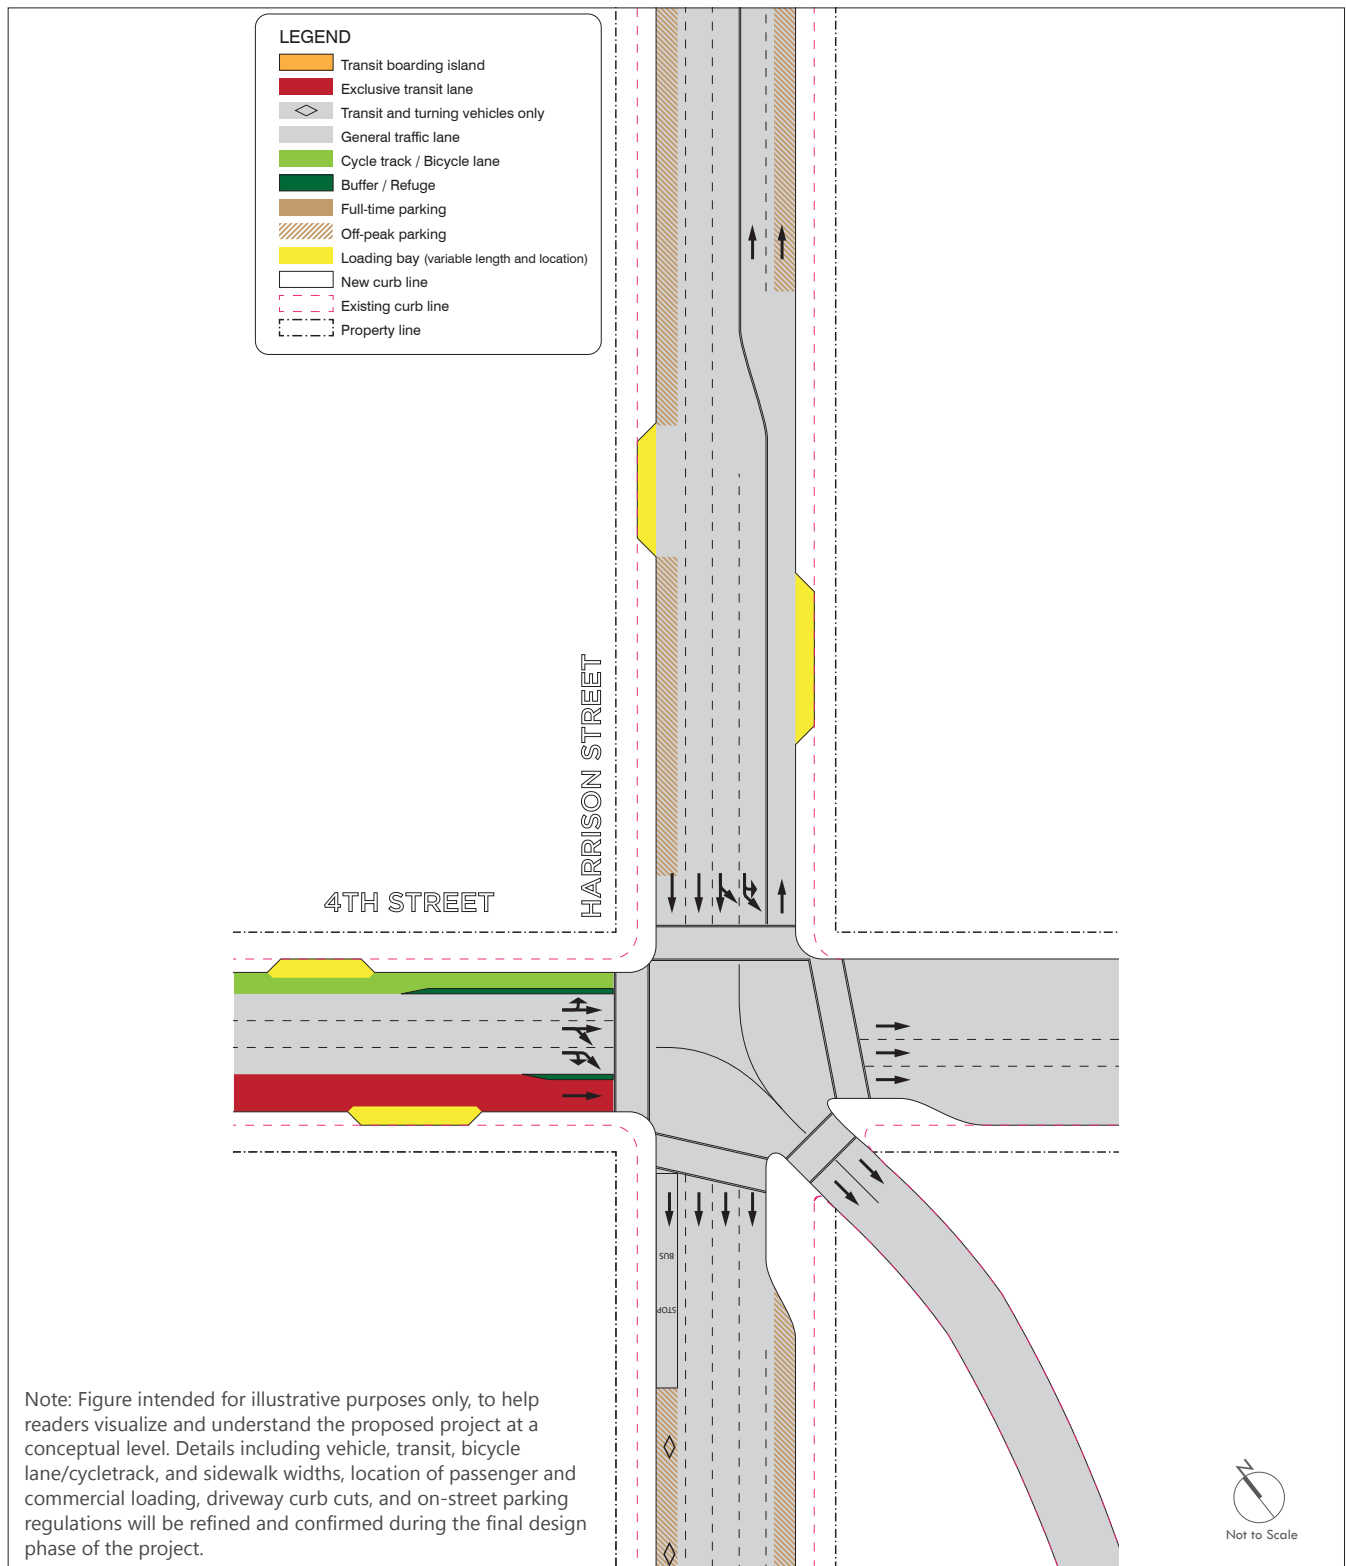 LEGEND
Transit boarding island
Exclusive transit lane
Transit and turning vehicles only
General traffic lane
Cycle track / Bicycle lane
Buffer / Refuge
Full-time parking
Off-peak parking
Loading bay (variable length and location)
New curb line
Existing curb line
Property line
HARRISON STREET
4TH STREET
BUS
STOP
Note: Figure intended for illustrative purposes only, to help
readers visualize and understand the proposed project at a
conceptual level. Details including vehicle, transit, bicycle
lane/cycletrack, and sidewalk widths, location of passenger and
commercial loading, driveway curb cuts, and on-street parking
regulations will be refined and confirmed during the final design
phase of the project.
N
Not to Scale